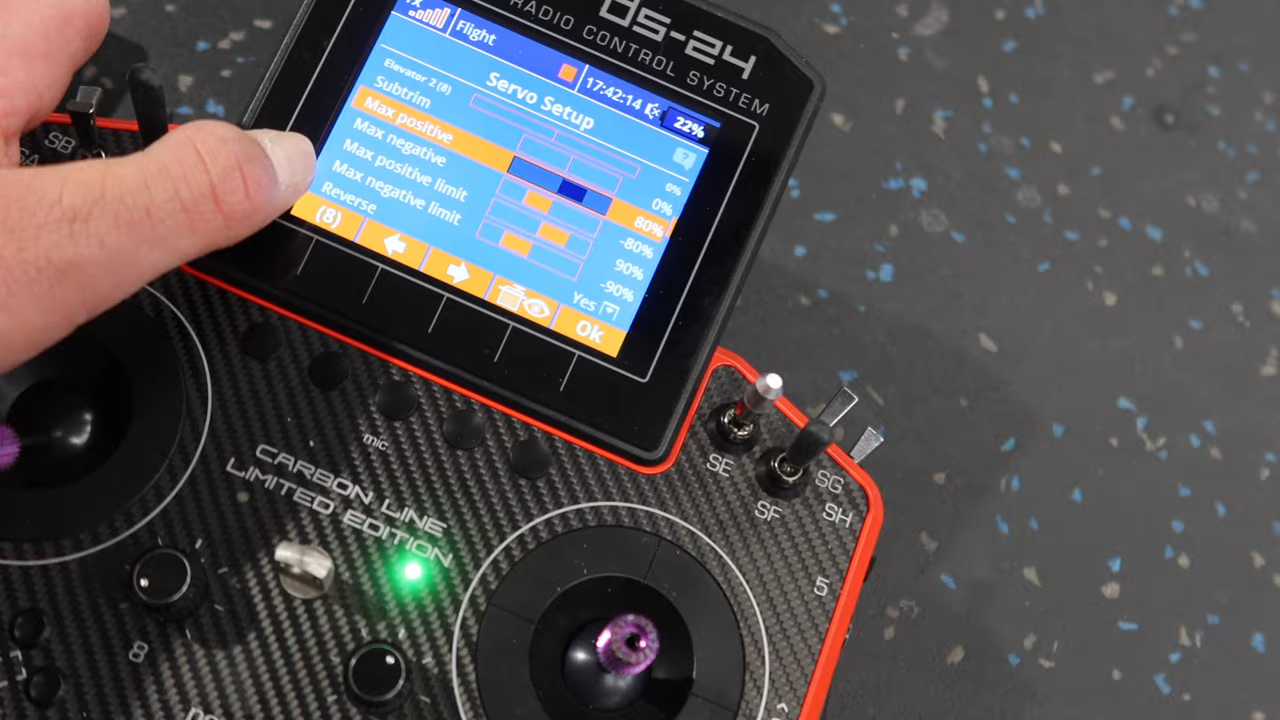 RADIO CONTROL SYSTEM
DS-24
Flight
17:42:14
22%
Elevator 2 (8)
Servo Setup
?
Subtrim
0%
0%
Max positive
80%
Max negative
-80%
Max positive limit
90%
Max negative limit
-90%
Reverse
Yes
(8)
Ok
SB
SA
mic
CARBON LINE
LIMITED EDITION
SE
SF
SG
SH
5
8